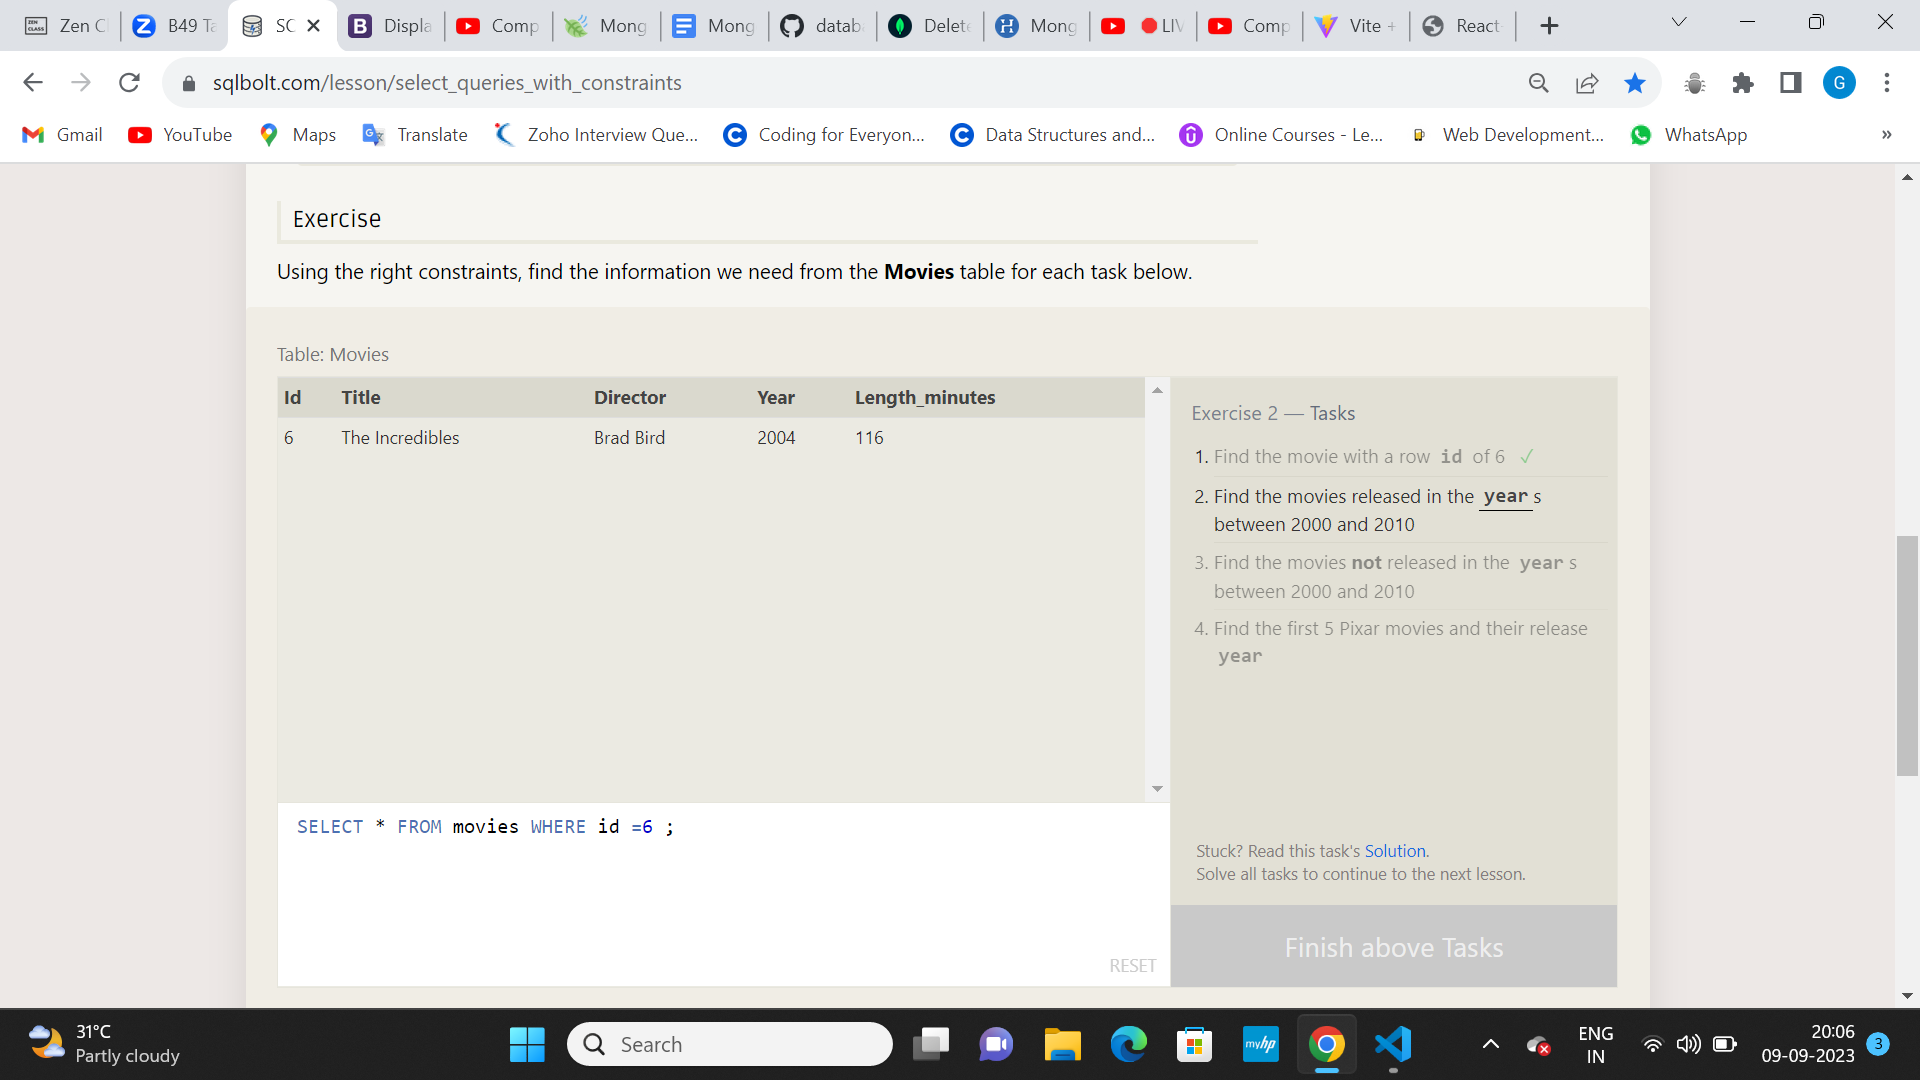 Zen Cl
B49 Ta
SC
Displa
Comp
Mong
Mong
datab
Delete
Mong
LIV
Comp
Vite +
React
sqlbolt.com/lesson/select_queries_with_constraints
G
Gmail
YouTube
Maps
Translate
Zoho Interview Que...
Coding for Everyon...
Data Structures and...
Online Courses - Le...
Web Development...
WhatsApp
»
Exercise
Using the right constraints, find the information we need from the Movies table for each task below.
Table: Movies
Id Title Director Year Length_minutes
6 The Incredibles Brad Bird 2004 116
Exercise 2 — Tasks
1. Find the movie with a row id of 6 ✓
2. Find the movies released in the year s
between 2000 and 2010
3. Find the movies not released in the year s
between 2000 and 2010
4. Find the first 5 Pixar movies and their release
year
SELECT * FROM movies WHERE id =6 ;
RESET
Stuck? Read this task's Solution.
Solve all tasks to continue to the next lesson.
Finish above Tasks
31°C
Partly cloudy
Search
myhp
ENG
IN
20:06
09-09-2023
3